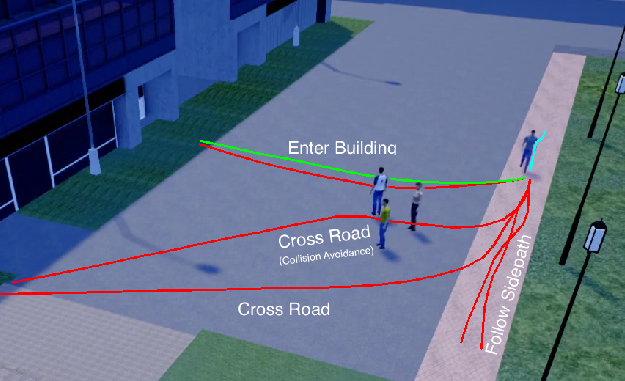 Enter Building
Cross Road
(Collision Avoidance)
Cross Road
Follow Sidepath